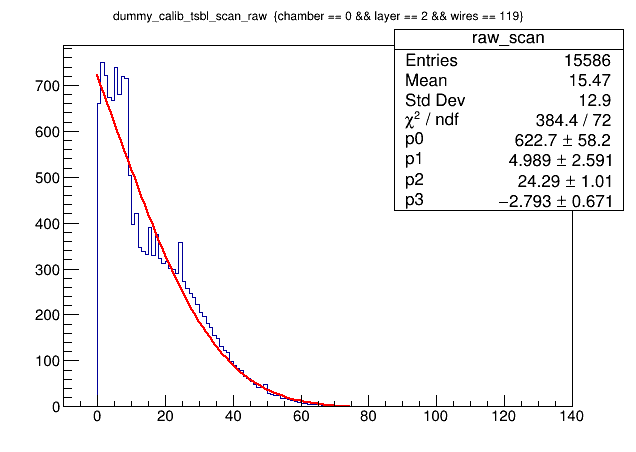 dummy_calib_tsbl_scan_raw {chamber == 0 && layer == 2 && wires == 119}
raw_scan
Entries 15586
Mean 15.47
Std Dev 12.9
χ² / ndf 384.4 / 72
p0 622.7 ± 58.2
p1 4.989 ± 2.591
p2 24.29 ± 1.01
p3 −2.793 ± 0.671
700
600
500
400
300
200
100
0
0 20 40 60 80 100 120 140